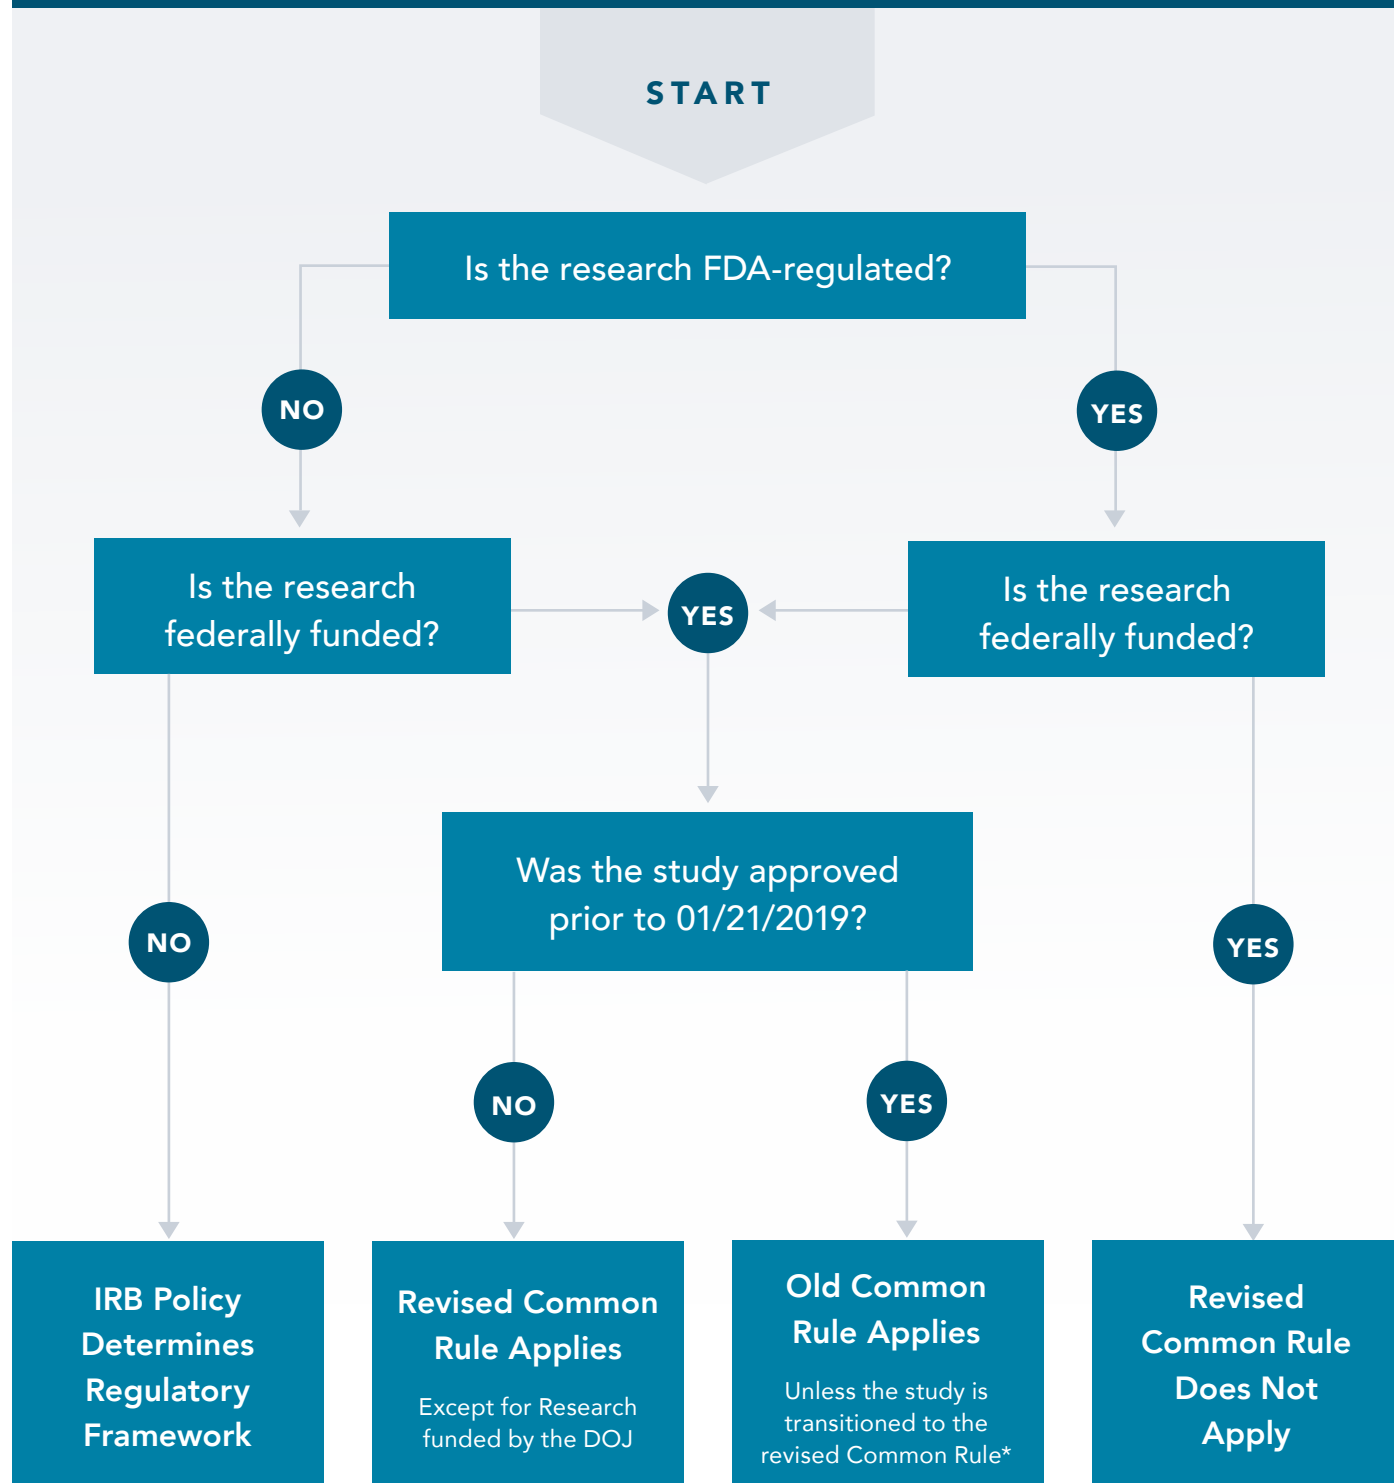 START
Is the research FDA-regulated?
NO
YES
Is the research
federally funded?
YES
Is the research
federally funded?
Was the study approved
prior to 01/21/2019?
NO
YES
NO
YES
IRB Policy
Determines
Regulatory
Framework
Revised Common
Rule Applies
Except for Research
funded by the DOJ
Old Common
Rule Applies
Unless the study is
transitioned to the
revised Common Rule*
Revised
Common Rule
Does Not
Apply